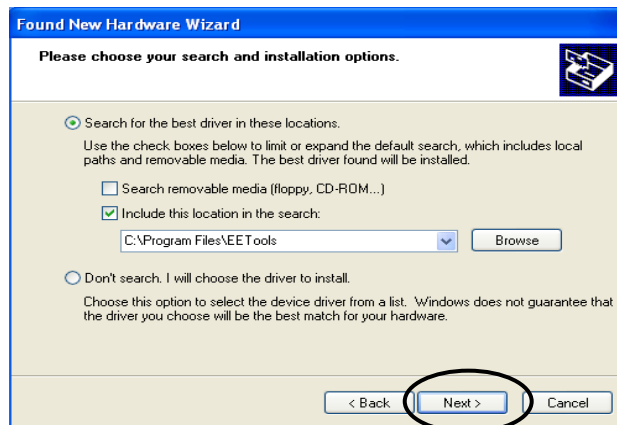 Found New Hardware Wizard
Please choose your search and installation options.
Search for the best driver in these locations.
Use the check boxes below to limit or expand the default search, which includes local
paths and removable media. The best driver found will be installed.
Search removable media (floppy, CD-ROM...)
Include this location in the search:
C:\Program Files\EETools
Browse
Don't search. I will choose the driver to install.
Choose this option to select the device driver from a list. Windows does not guarantee that
the driver you choose will be the best match for your hardware.
< Back Next > Cancel